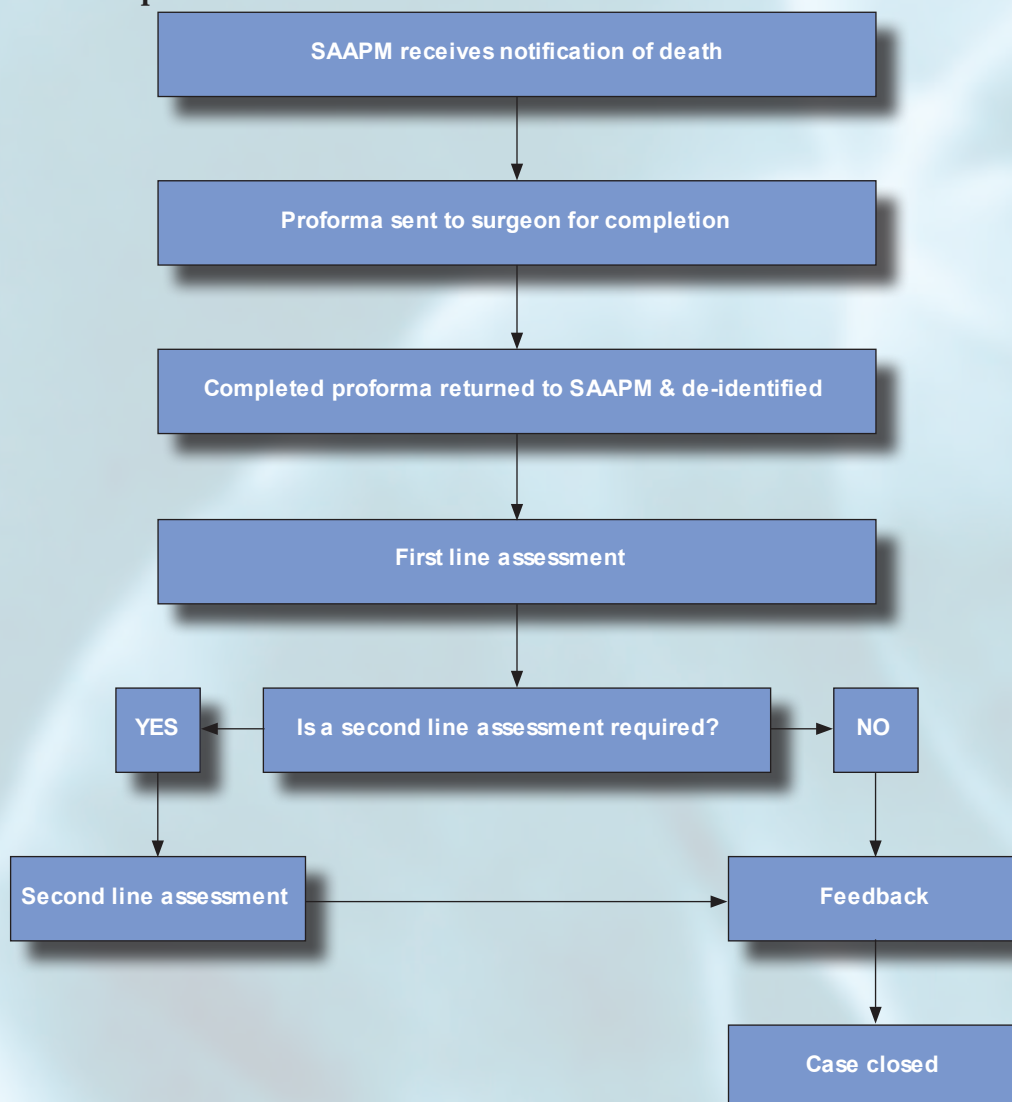 SAAPM receives notification of death
Proforma sent to surgeon for completion
Completed proforma returned to SAAPM & de-identified
First line assessment
YES
Is a second line assessment required?
NO
Second line assessment
Feedback
Case closed